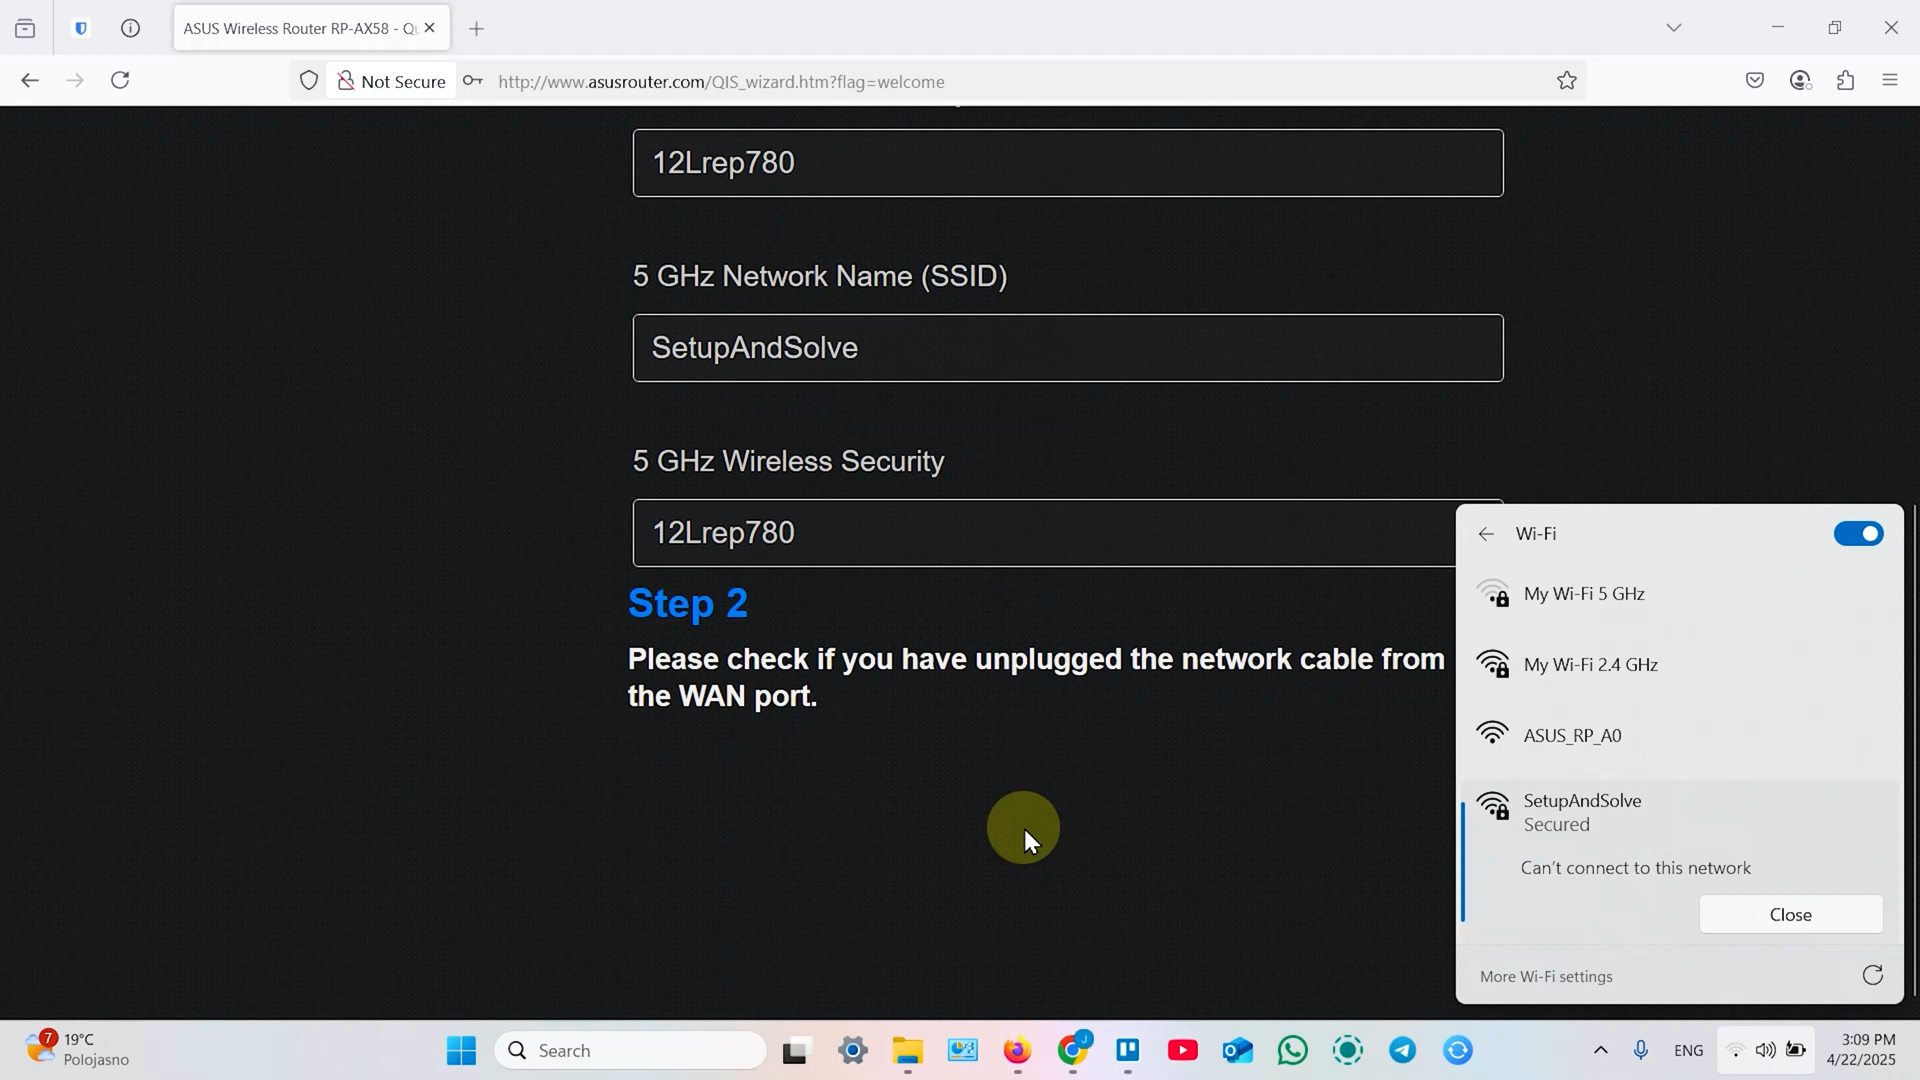 ASUS Wireless Router RP-AX58 - Qu
Not Secure
http://www.asusrouter.com/QIS_wizard.htm?flag=welcome
12Lrep780
5 GHz Network Name (SSID)
SetupAndSolve
5 GHz Wireless Security
12Lrep780
Step 2
Please check if you have unplugged the network cable from
the WAN port.
Wi-Fi
My Wi-Fi 5 GHz
My Wi-Fi 2.4 GHz
ASUS_RP_A0
SetupAndSolve
Secured
Can't connect to this network
Close
More Wi-Fi settings
7
19°C
Polojasno
Search
J
ENG
3:09 PM
4/22/2025